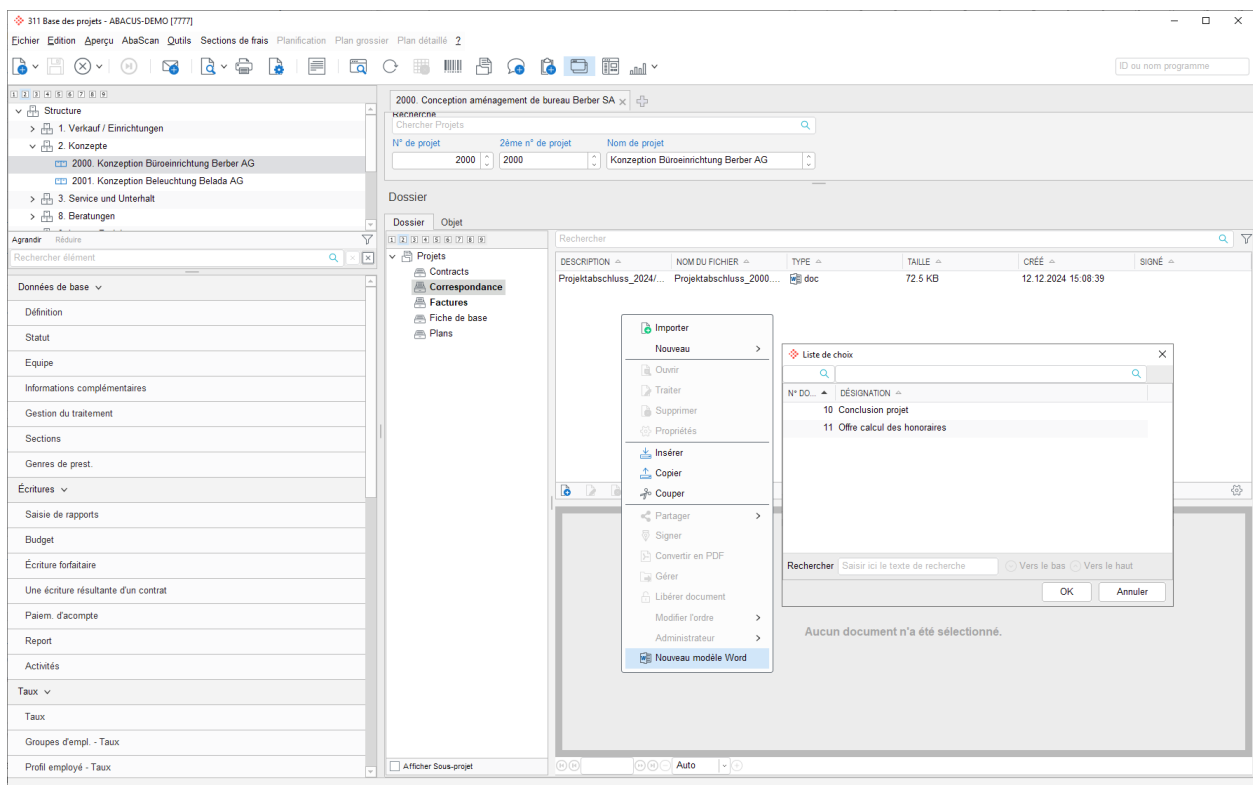 311 Base des projets - ABACUS-DEMO [7777]
Fichier Edition Aperçu AbaScan Outils Sections de frais Planification Plan grossier Plan détaillé ?
ID ou nom programme
1 2 3 4 5 6 7 8 9
Structure
1. Verkauf / Einrichtungen
2. Konzepte
2000. Konzeption Büroeinrichtung Berber AG
2001. Konzeption Beleuchtung Belada AG
3. Service und Unterhalt
8. Beratungen
Agrandir Réduire
Rechercher élément
Données de base
Définition
Statut
Equipe
Informations complémentaires
Gestion du traitement
Sections
Genres de prest.
Écritures
Saisie de rapports
Budget
Écriture forfaitaire
Une écriture résultante d'un contrat
Paiem. d'acompte
Report
Activités
Taux
Taux
Groupes d'empl. - Taux
Profil employé - Taux
2000. Conception aménagement de bureau Berber SA
Recherche
Chercher Projets
N° de projet 2ème n° de projet Nom de projet
2000 2000 Konzeption Büroeinrichtung Berber AG
Dossier
Dossier Objet
1 2 3 4 5 6 7 8 9
Projets
Contracts
Correspondance
Factures
Fiche de base
Plans
Afficher Sous-projet
Rechercher
DESCRIPTION NOM DU FICHIER TYPE TAILLE CRÉÉ SIGNÉ
Projektabschluss_2024/... Projektabschluss_2000.... doc 72.5 KB 12.12.2024 15:08:39
Importer
Nouveau
Ouvrir
Traiter
Supprimer
Propriétés
Insérer
Copier
Couper
Partager
Signer
Convertir en PDF
Gérer
Libérer document
Modifier l'ordre
Administrateur
Nouveau modèle Word
Liste de choix
N° DO... DÉSIGNATION
10 Conclusion projet
11 Offre calcul des honoraires
Rechercher Saisir ici le texte de recherche Vers le bas Vers le haut
OK Annuler
Aucun document n'a été sélectionné.
Auto